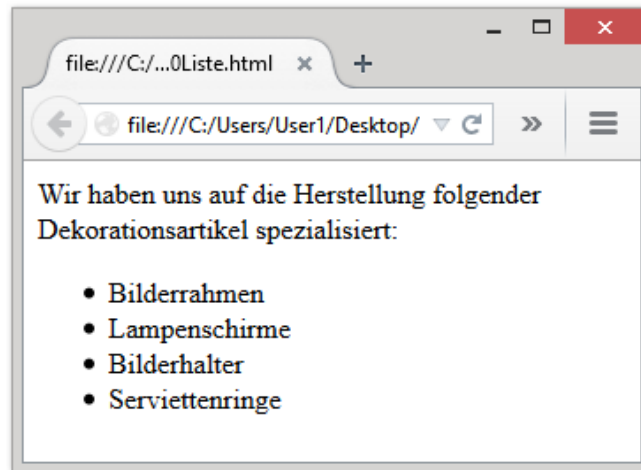 file:///C:/...0Liste.html
file:///C:/Users/User1/Desktop/
Wir haben uns auf die Herstellung folgender
Dekorationsartikel spezialisiert:
• Bilderrahmen
• Lampenschirme
• Bilderhalter
• Serviettenringe